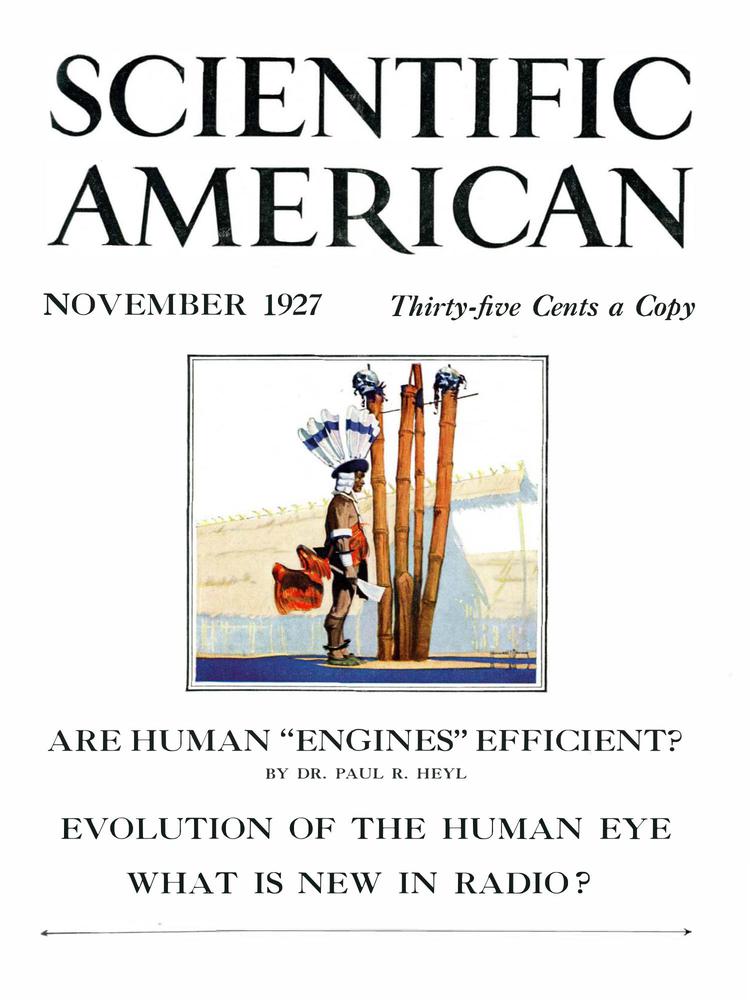 SCIENTIFIC
AMERICAN
NOVEMBER 1927 Thirty-five Cents a Copy
ARE HUMAN “ENGINES” EFFICIENT?
BY DR. PAUL R. HEYL
EVOLUTION OF THE HUMAN EYE
WHAT IS NEW IN RADIO?